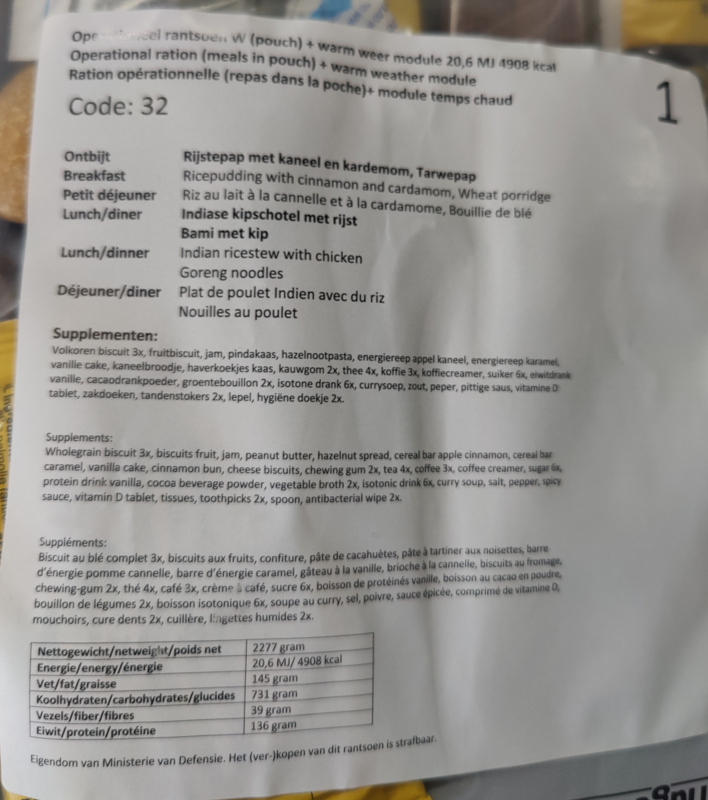 rantsoen W (pouch) + warm weer module 20,6 MJ 4908 kcal
Operational ration (meals in pouch) + warm weather module
Ration opérationnelle (repas dans la poche)+ module temps chaud
1
Code: 32
Ontbijt Rijstepap met kaneel en kardemom, Tarwepap
Breakfast Ricepudding with cinnamon and cardamom, Wheat porridge
Petit déjeuner Riz au lait à la cannelle et à la cardamome, Bouillie de blé
Lunch/diner Indiase kipschotel met rijst
Bami met kip
Lunch/dinner Indian ricestew with chicken
Goreng noodles
Déjeuner/diner Plat de poulet Indien avec du riz
Nouilles au poulet
Supplementen:
Volkoren biscuit 3x, fruitbiscuit, jam, pindakaas, hazelnootpasta, energiereep appel kaneel, energiereep karamel,
vanille cake, kaneelbroodje, haverkoekjes kaas, kauwgom 2x, thee 4x, koffie 3x, koffiecreamer, suiker 6x, eiwitdrank
vanille, cacaodrankpoeder, groentebouillon 2x, isotone drank 6x, currysoep, zout, peper, pittige saus, vitamine D
tablet, zakdoeken, tandenstokers 2x, lepel, hygiëne doekje 2x.
Supplements:
Wholegrain biscuit 3x, biscuits fruit, jam, peanut butter, hazelnut spread, cereal bar apple cinnamon, cereal bar
caramel, vanilla cake, cinnamon bun, cheese biscuits, chewing gum 2x, tea 4x, coffee 3x, coffee creamer, sugar 6x,
protein drink vanilla, cocoa beverage powder, vegetable broth 2x, isotonic drink 6x, curry soup, salt, pepper, spicy
sauce, vitamin D tablet, tissues, toothpicks 2x, spoon, antibacterial wipe 2x.
Suppléments:
Biscuit au blé complet 3x, biscuits aux fruits, confiture, pâte de cacahuètes, pâte à tartiner aux noisettes, barre
d'énergie pomme cannelle, barre d'énergie caramel, gâteau à la vanille, brioche à la cannelle, biscuits au fromage,
chewing-gum 2x, thé 4x, café 3x, crème à café, sucre 6x, boisson de protéinés vanille, boisson au cacao en poudre,
bouillon de légumes 2x, boisson isotonique 6x, soupe au curry, sel, poivre, sauce épicée, comprimé de vitamine D,
mouchoirs, cure dents 2x, cuillère, lingettes humides 2x.
Nettogewicht/netweight/poids net 2277 gram
Energie/energy/énergie 20,6 MJ/ 4908 kcal
Vet/fat/graisse 145 gram
Koolhydraten/carbohydrates/glucides 731 gram
Vezels/fiber/fibres 39 gram
Eiwit/protein/protéine 136 gram
Eigendom van Ministerie van Defensie. Het (ver-)kopen van dit rantsoen is strafbaar.